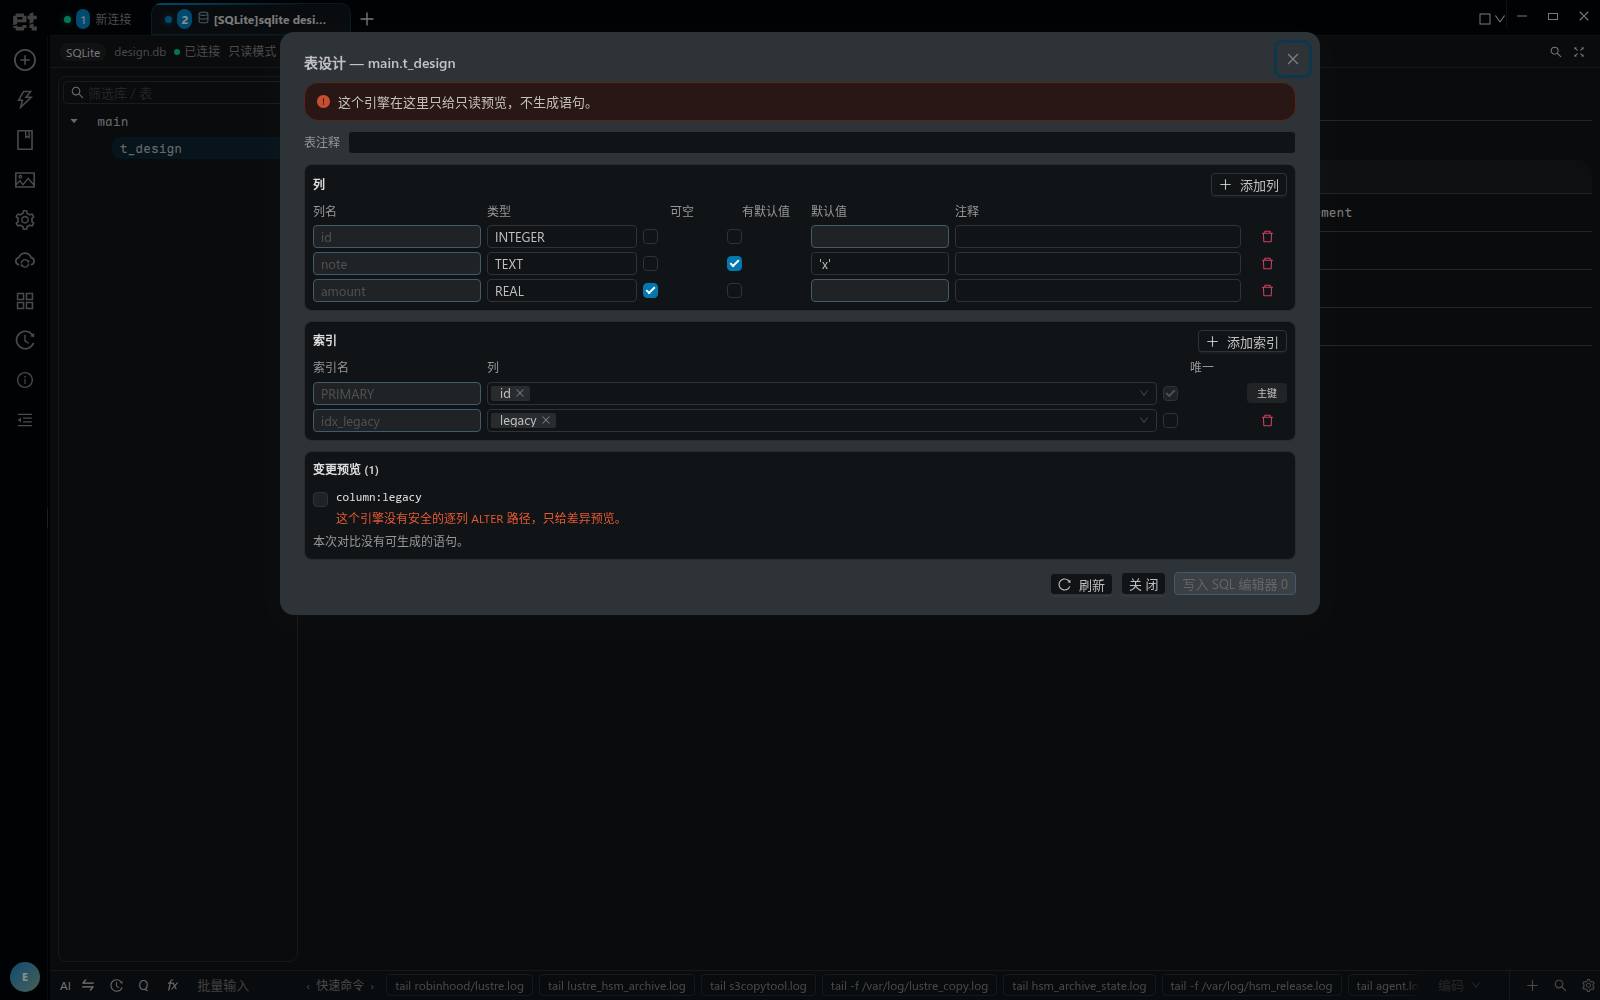 et
1 新连接
2 [SQLite]sqlite desi...
SQLite design.db 已连接 只读模式
筛选库 / 表
main
t_design
表设计 — main.t_design
这个引擎在这里只给只读预览，不生成语句。
表注释
列
添加列
列名 类型 可空 有默认值 默认值 注释
id INTEGER
note TEXT 'x'
amount REAL
索引
添加索引
索引名 列 唯一
PRIMARY id 主键
idx_legacy legacy
变更预览 (1)
column:legacy
这个引擎没有安全的逐列 ALTER 路径，只给差异预览。
本次对比没有可生成的语句。
刷新 关 闭 写入 SQL 编辑器 0
ment
E
AI Q fx 批量输入 ‹ 快速命令 › tail robinhood/lustre.log tail lustre_hsm_archive.log tail s3copytool.log tail -f /var/log/lustre_copy.log tail hsm_archive_state.log tail -f /var/log/hsm_release.log tail agent.lo 编码